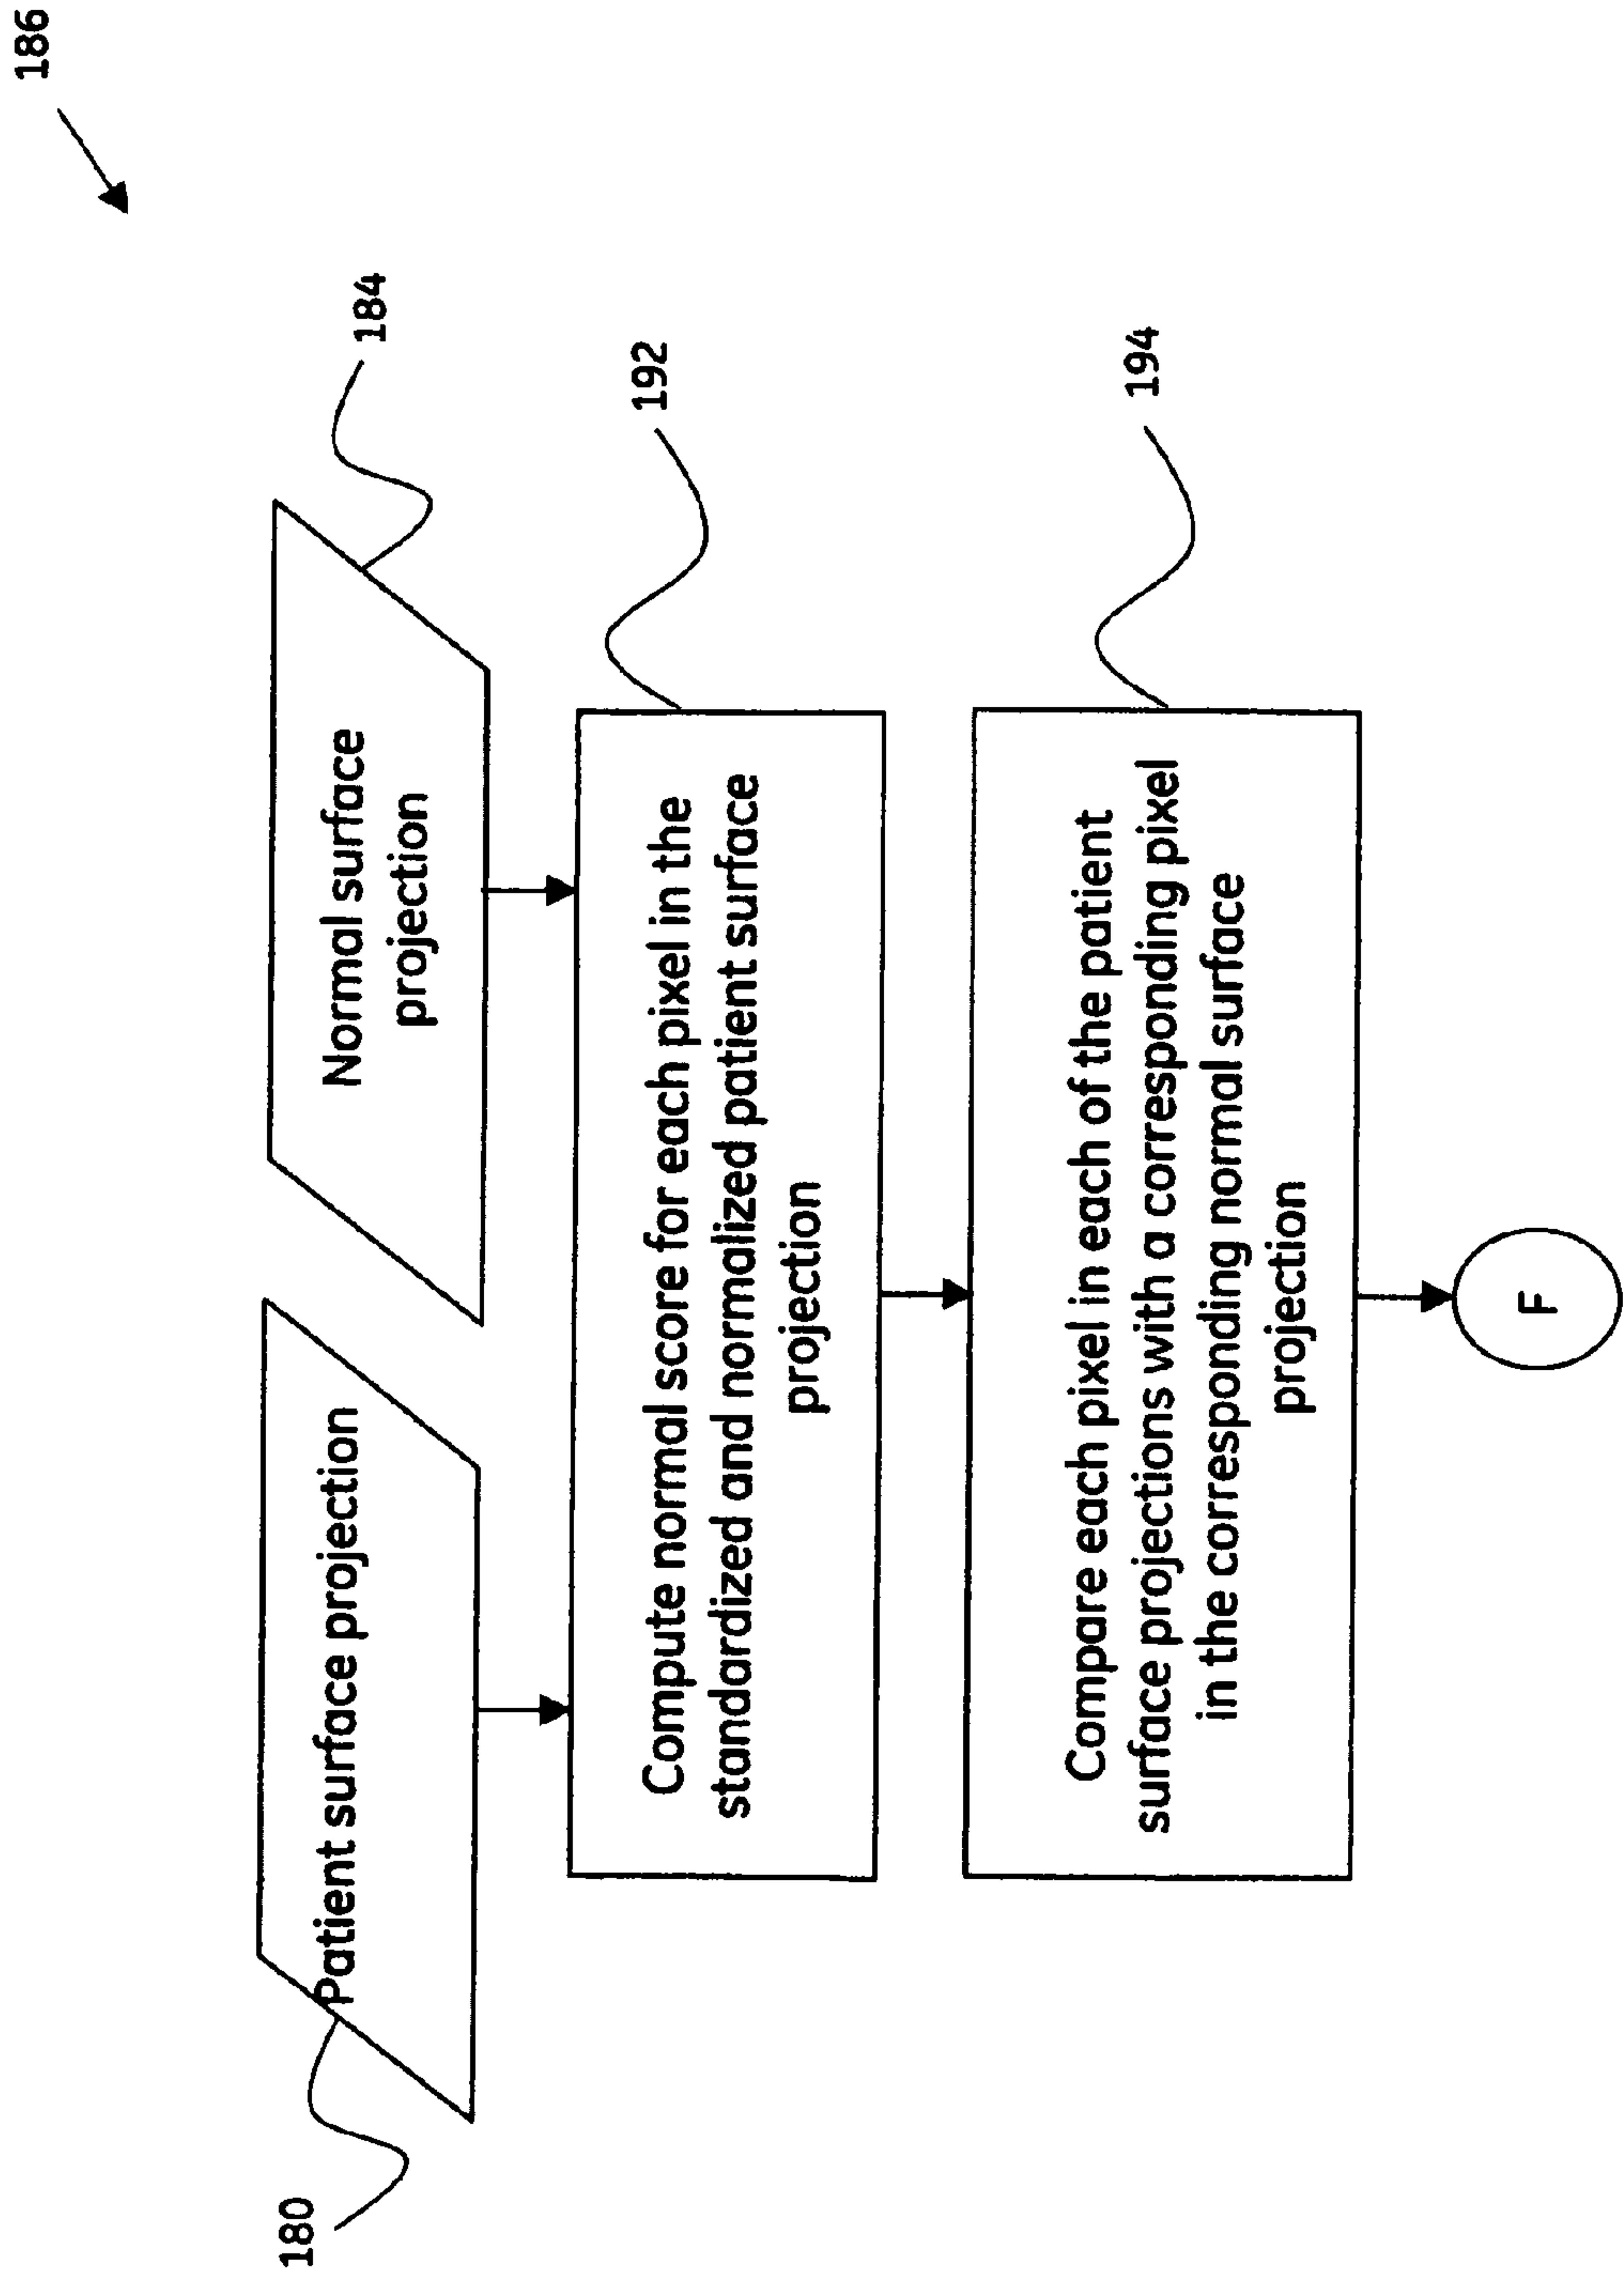 186
180
Patient surface projection
184
Normal surface
projection
192
Compute normal score for each pixel in the
standardized and normalized patient surface
projection
194
Compare each pixel in each of the patient
surface projections with a corresponding pixel
in the corresponding normal surface
projection
F